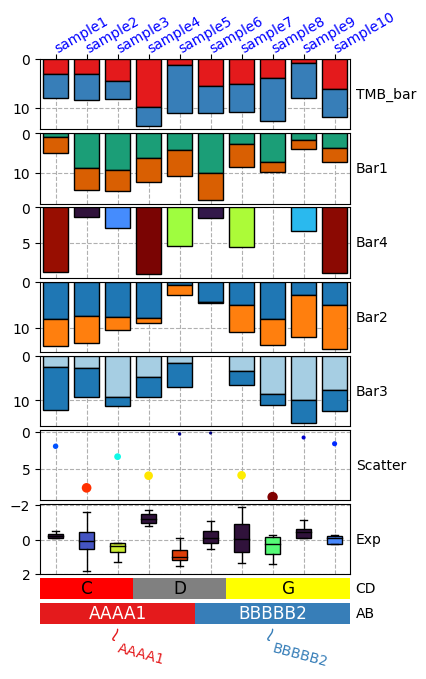 sample1 sample2 sample3 sample4 sample5 sample6 sample7 sample8 sample9 sample10
0
10
TMB_bar
0
10
Bar1
0
5
Bar4
0
10
Bar2
0
10
Bar3
0
5
Scatter
−2
0
2
Exp
C D G CD
AAAA1 BBBBB2 AB
AAAA1 BBBBB2